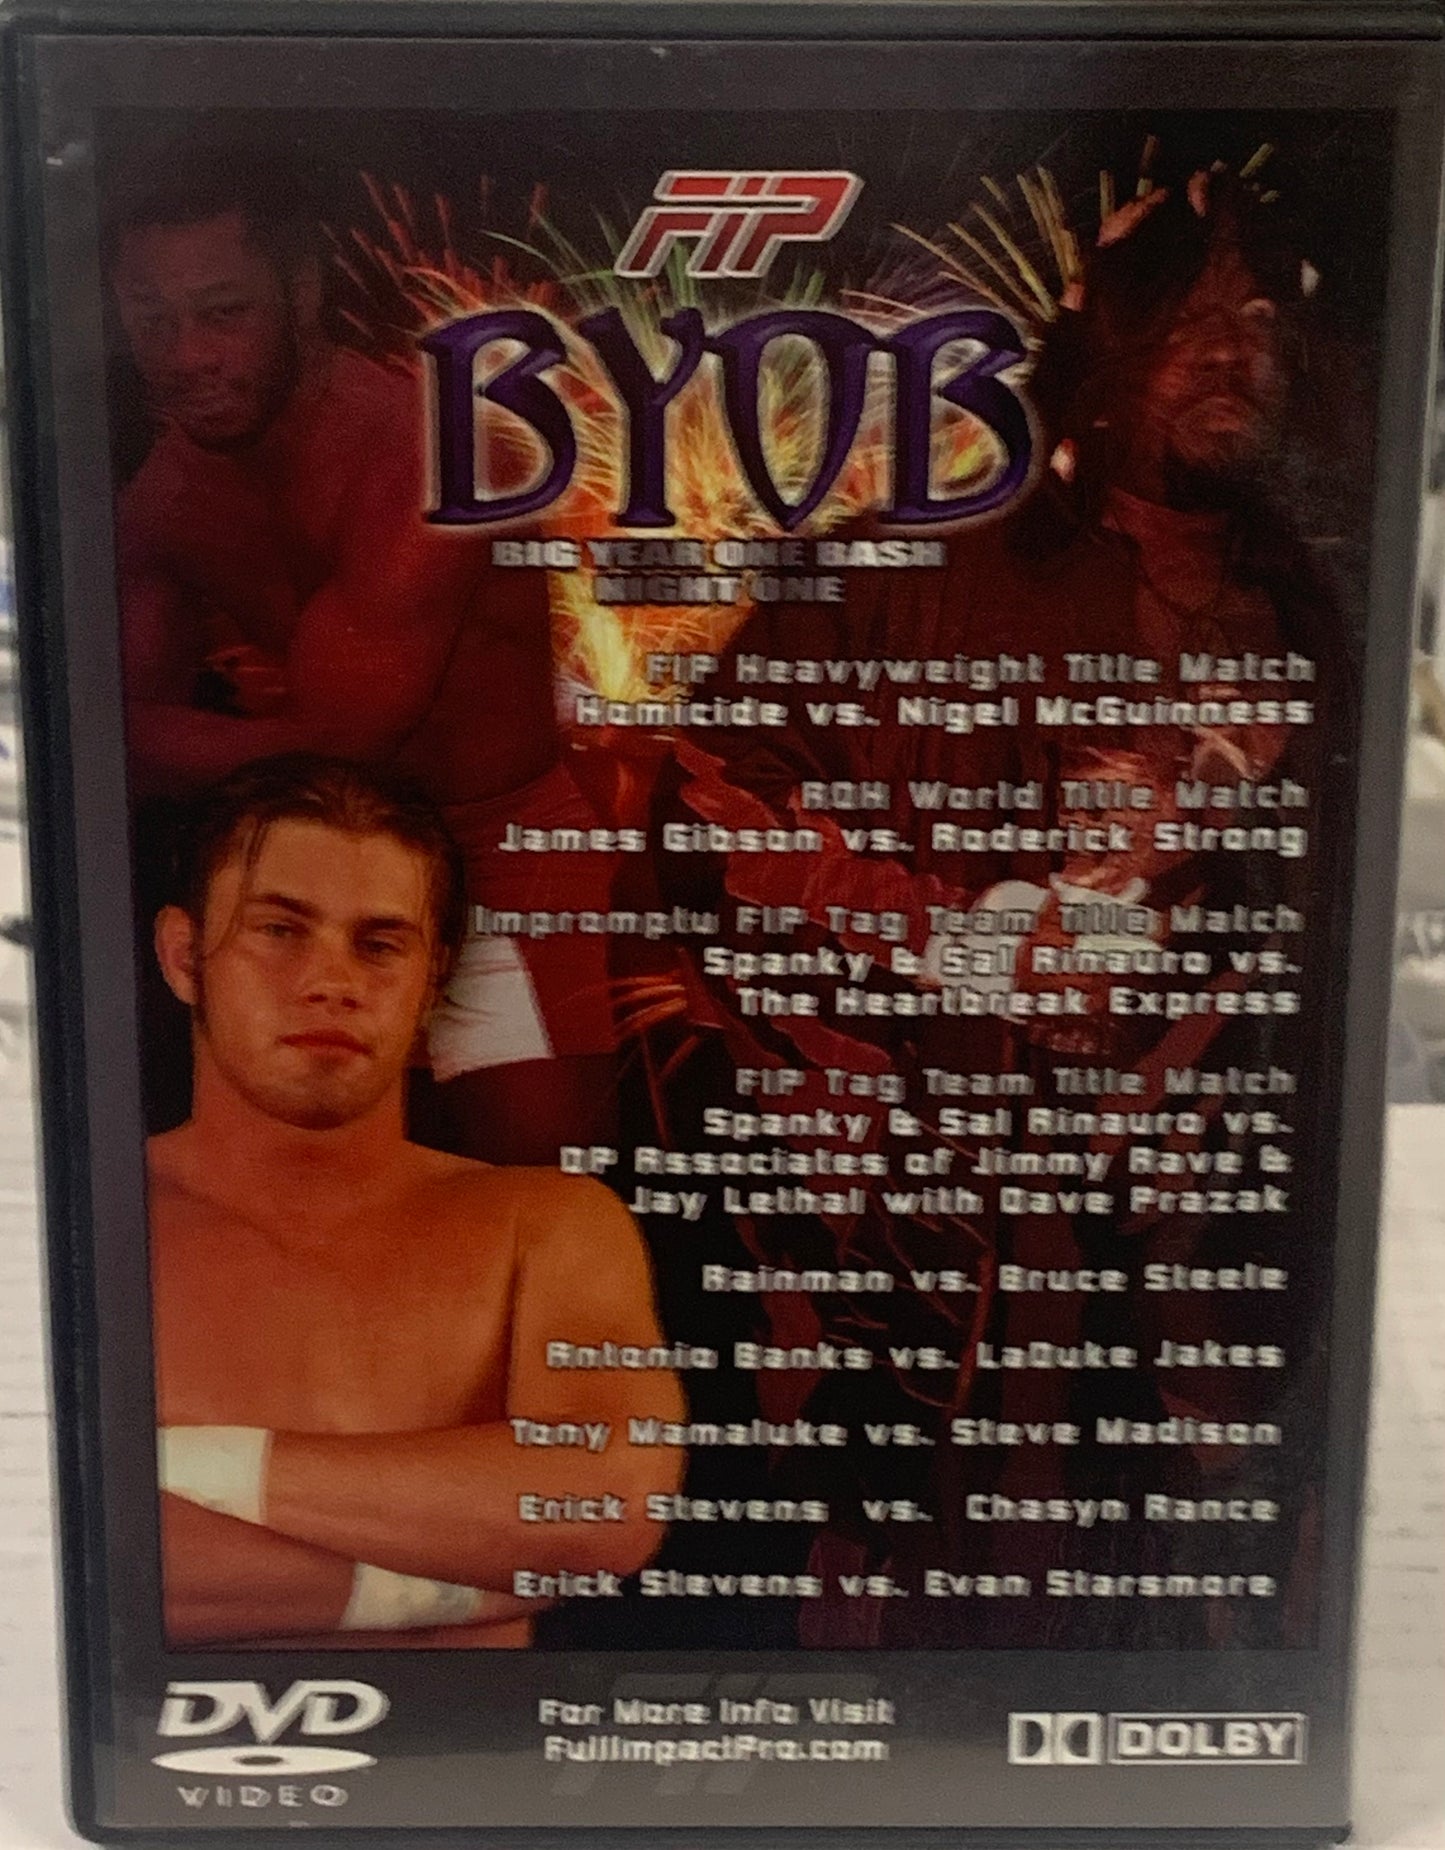 FIP
BYOB
BIG YEAR ONE BASH
NIGHT ONE
FIP Heavyweight Title Match
Homicide vs. Nigel McGuinness
ROH World Title Match
James Gibson vs. Roderick Strong
Impromptu FIP Tag Team Title Match
Spanky & Sal Rinauro vs.
The Heartbreak Express
FIP Tag Team Title Match
Spanky & Sal Rinauro vs.
DP Associates of Jimmy Rave &
Jay Lethal with Dave Prazak
Rainman vs. Bruce Steele
Antonio Banks vs. LaDuke Jakes
Tony Mamaluke vs. Steve Madison
Erick Stevens vs. Chasyn Rance
Erick Stevens vs. Evan Starsmore
DVD
VIDEO
For More Info Visit
FullImpactPro.com
DOLBY